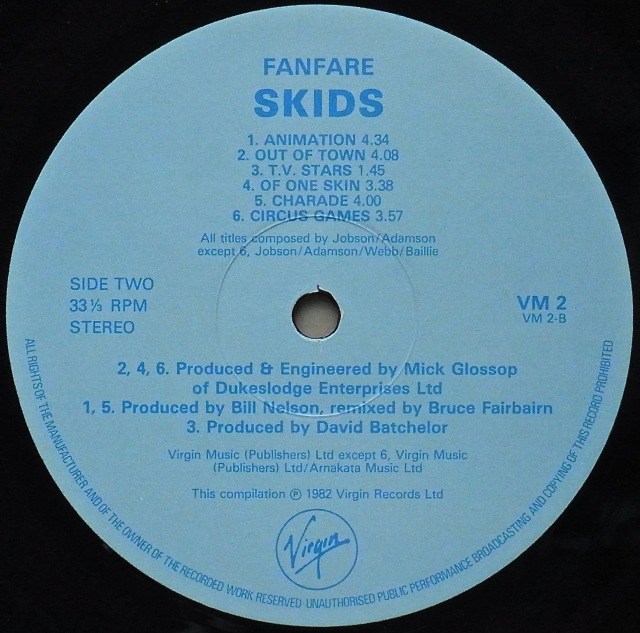 FANFARE
SKIDS
1. ANIMATION 4.34
2. OUT OF TOWN 4.08
3. T.V. STARS 1.45
4. OF ONE SKIN 3.38
5. CHARADE 4.00
6. CIRCUS GAMES 3.57
All titles composed by Jobson/Adamson
except 6, Jobson/Adamson/Webb/Baillie
SIDE TWO
33⅓ RPM
STEREO
VM 2
VM 2-B
2, 4, 6. Produced & Engineered by Mick Glossop
of Dukeslodge Enterprises Ltd
1, 5. Produced by Bill Nelson, remixed by Bruce Fairbairn
3. Produced by David Batchelor
Virgin Music (Publishers) Ltd except 6, Virgin Music
(Publishers) Ltd/Arnakata Music Ltd
This compilation ℗ 1982 Virgin Records Ltd
Virgin
ALL RIGHTS OF THE MANUFACTURER AND OF THE OWNER OF THE RECORDED WORK RESERVED UNAUTHORISED PUBLIC PERFORMANCE BROADCASTING AND COPYING OF THIS RECORD PROHIBITED